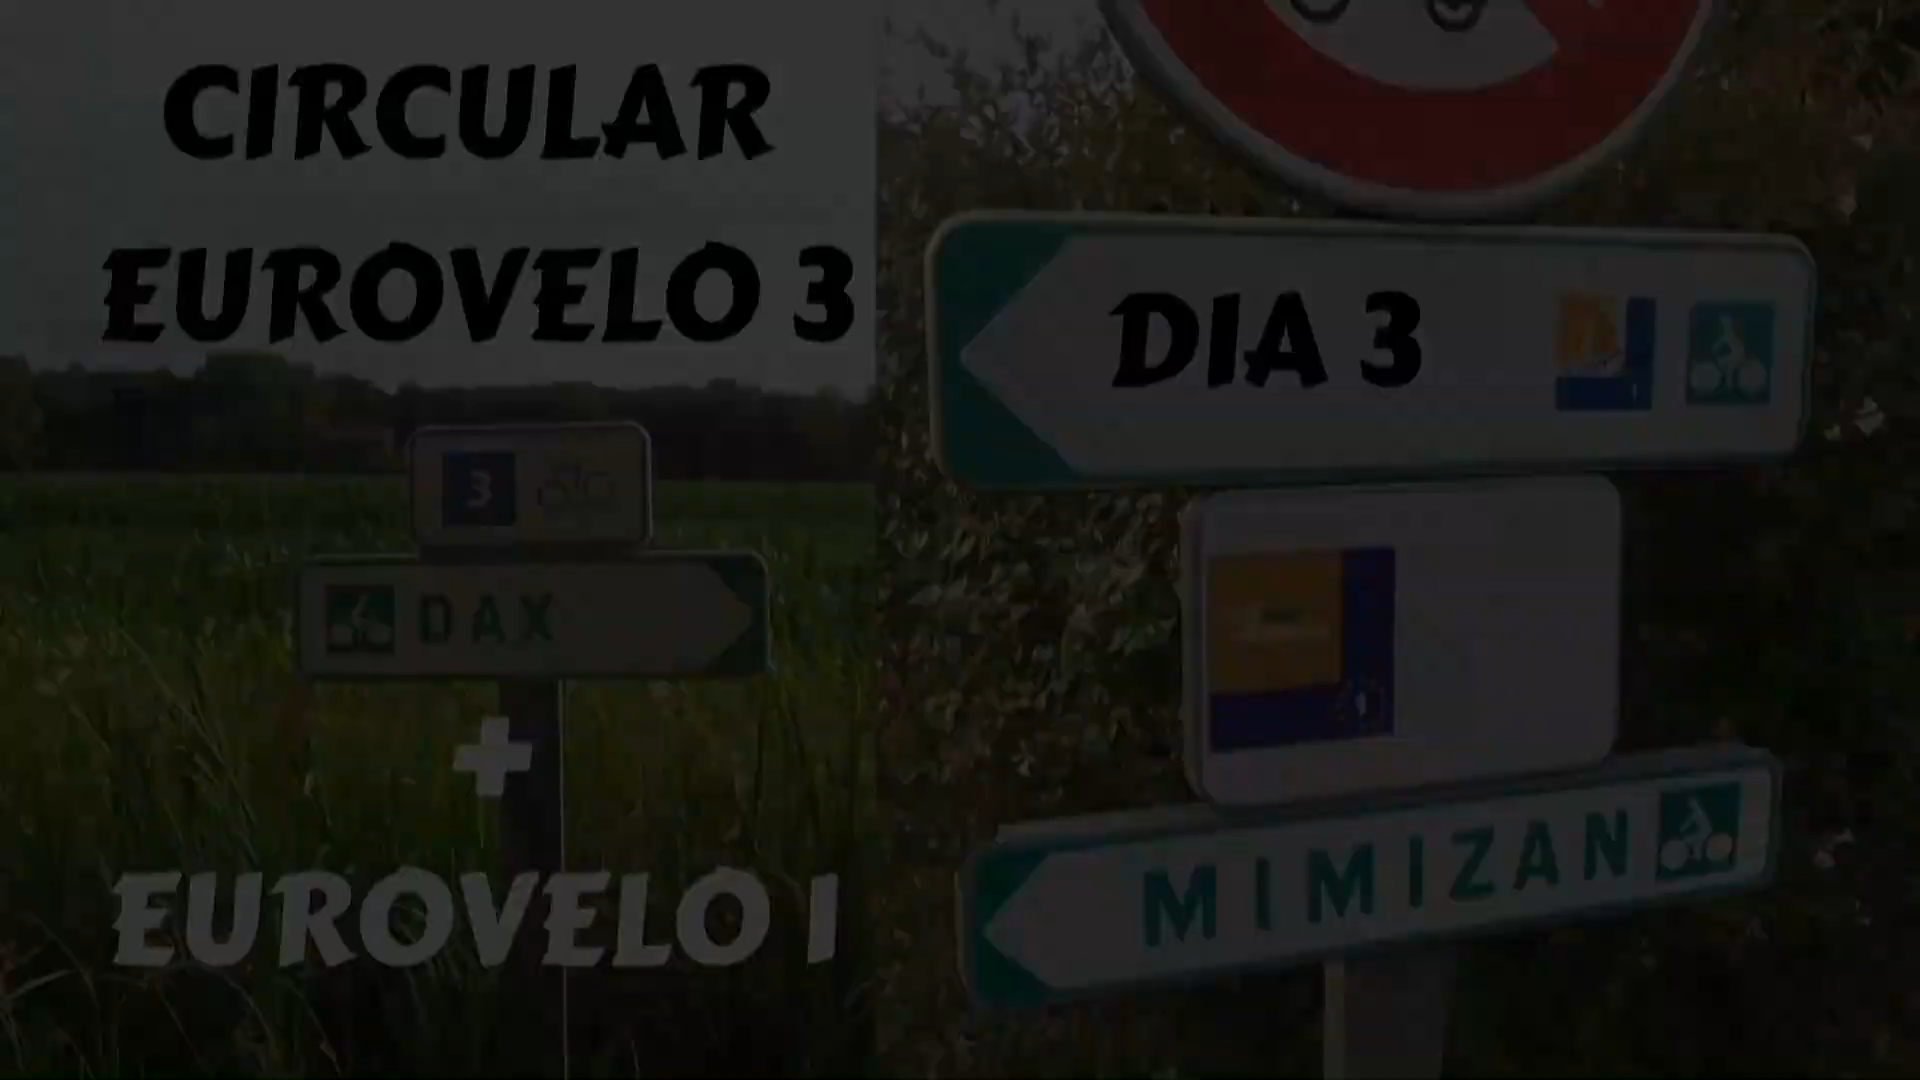 CIRCULAR
EUROVELO 3
3
DAX
+
EUROVELO 1
DIA 3
MIMIZAN